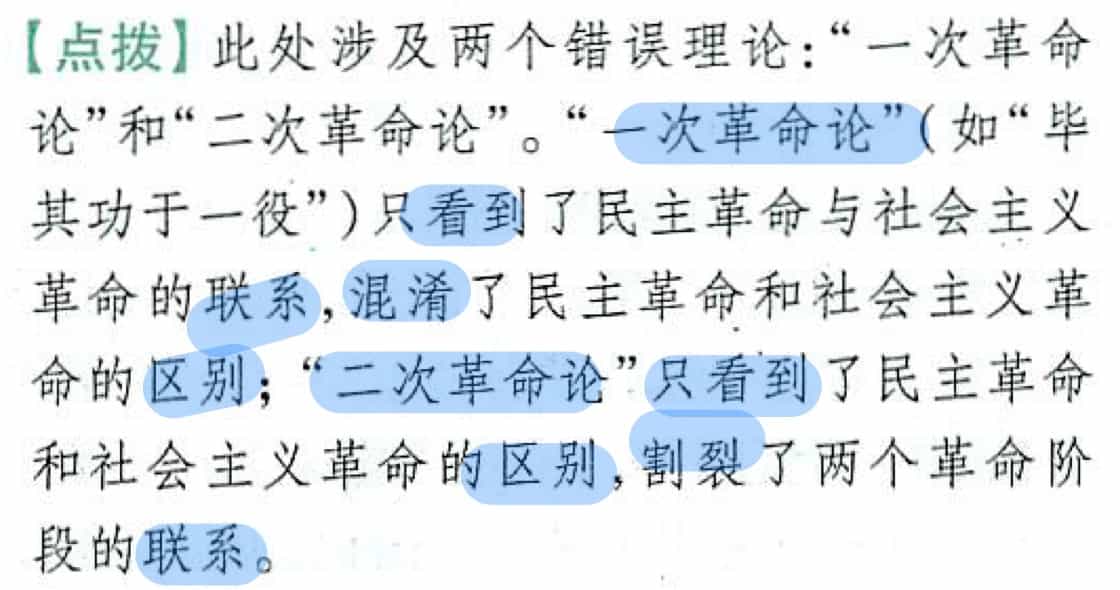 【点拨】此处涉及两个错误理论:“一次革命
论”和“二次革命论”。“一次革命论”(如“毕
其功于一役”)只看到了民主革命与社会主义
革命的联系,混淆了民主革命和社会主义革
命的区别;“二次革命论”只看到了民主革命
和社会主义革命的区别,割裂了两个革命阶
段的联系。